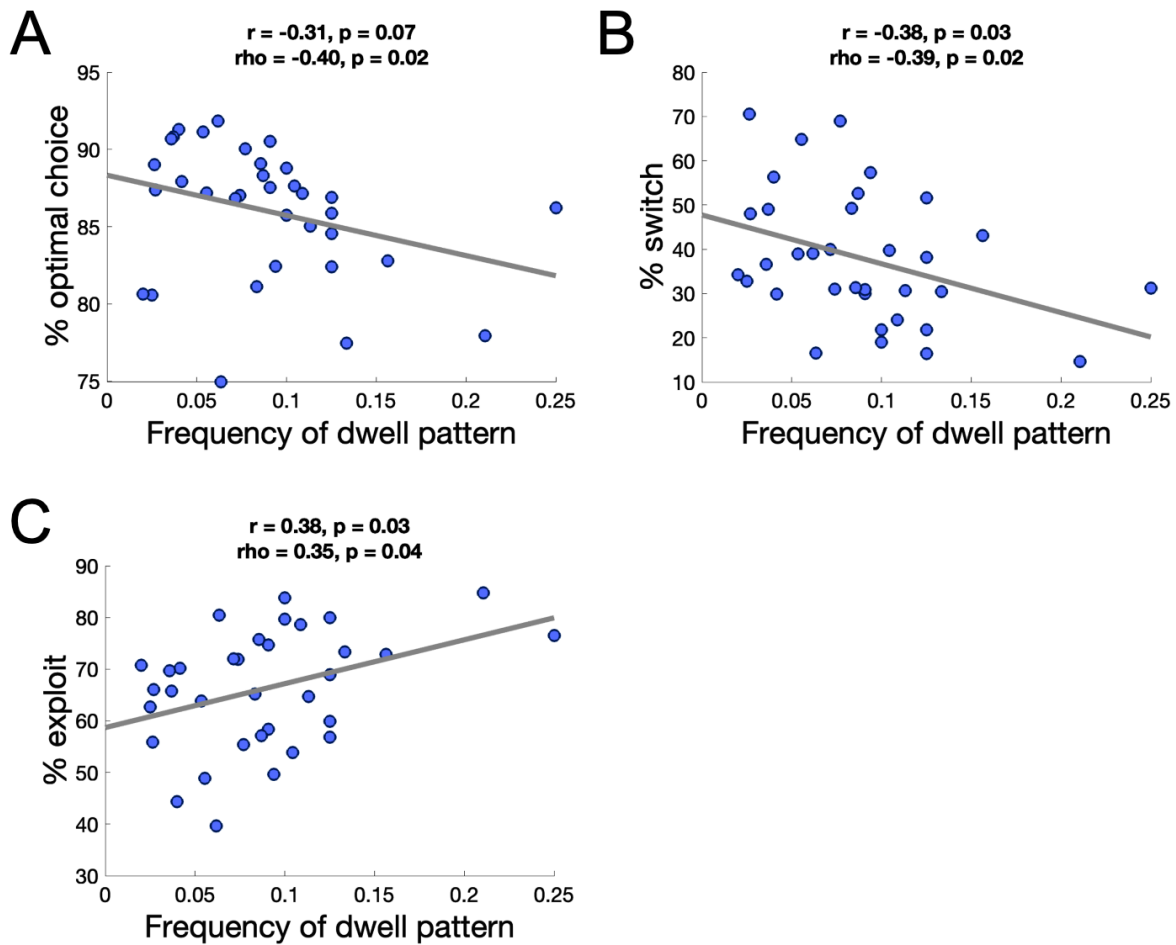 A
r = -0.31, p = 0.07
rho = -0.40, p = 0.02
% optimal choice
95
90
85
80
75
0 0.05 0.1 0.15 0.2 0.25
Frequency of dwell pattern
B
r = -0.38, p = 0.03
rho = -0.39, p = 0.02
% switch
80
70
60
50
40
30
20
10
0 0.05 0.1 0.15 0.2 0.25
Frequency of dwell pattern
C
r = 0.38, p = 0.03
rho = 0.35, p = 0.04
% exploit
90
80
70
60
50
40
30
0 0.05 0.1 0.15 0.2 0.25
Frequency of dwell pattern